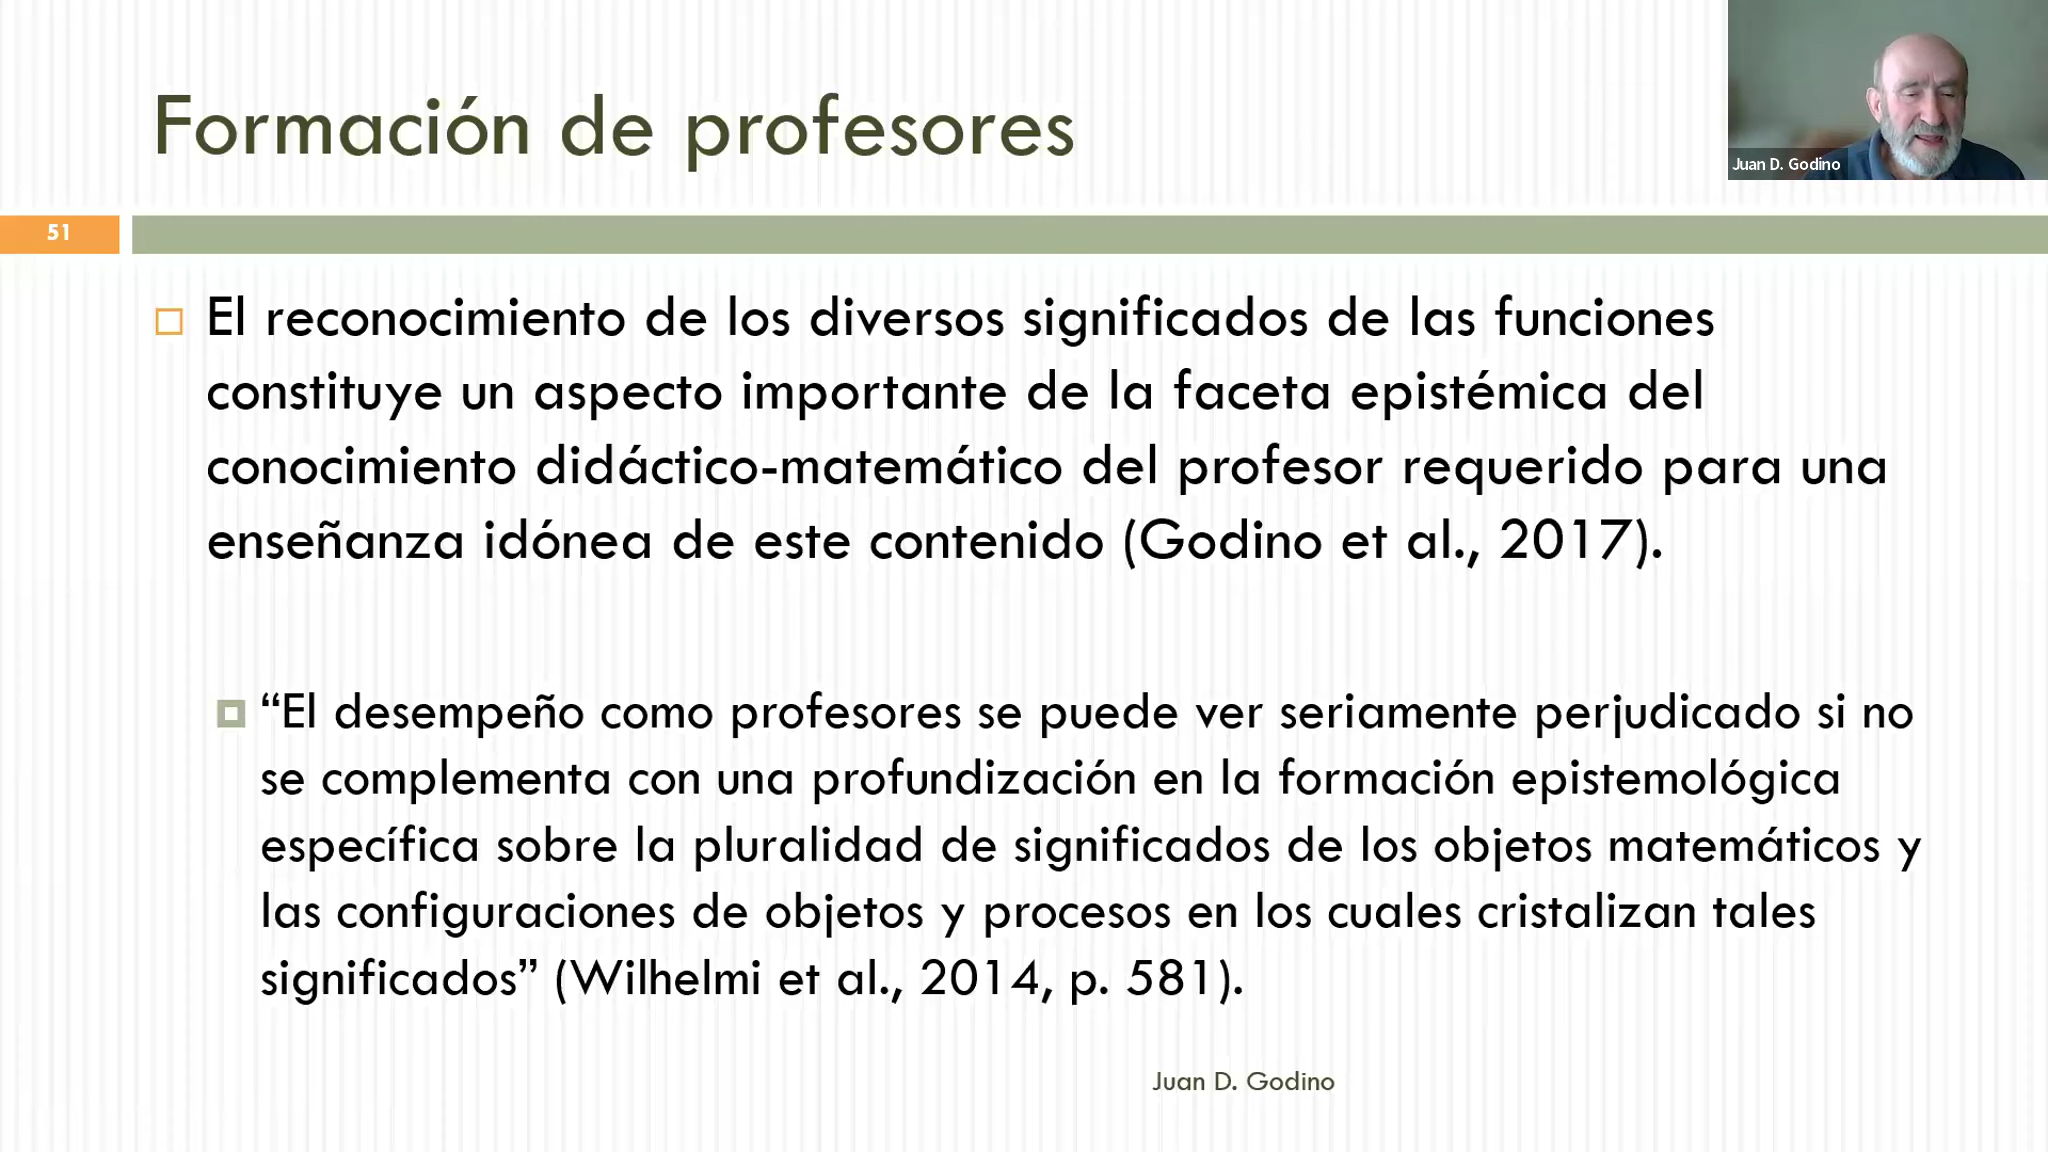 Formación de profesores
Juan D. Godino
51
El reconocimiento de los diversos significados de las funciones
constituye un aspecto importante de la faceta epistémica del
conocimiento didáctico-matemático del profesor requerido para una
enseñanza idónea de este contenido (Godino et al., 2017).
“El desempeño como profesores se puede ver seriamente perjudicado si no
se complementa con una profundización en la formación epistemológica
específica sobre la pluralidad de significados de los objetos matemáticos y
las configuraciones de objetos y procesos en los cuales cristalizan tales
significados” (Wilhelmi et al., 2014, p. 581).
Juan D. Godino